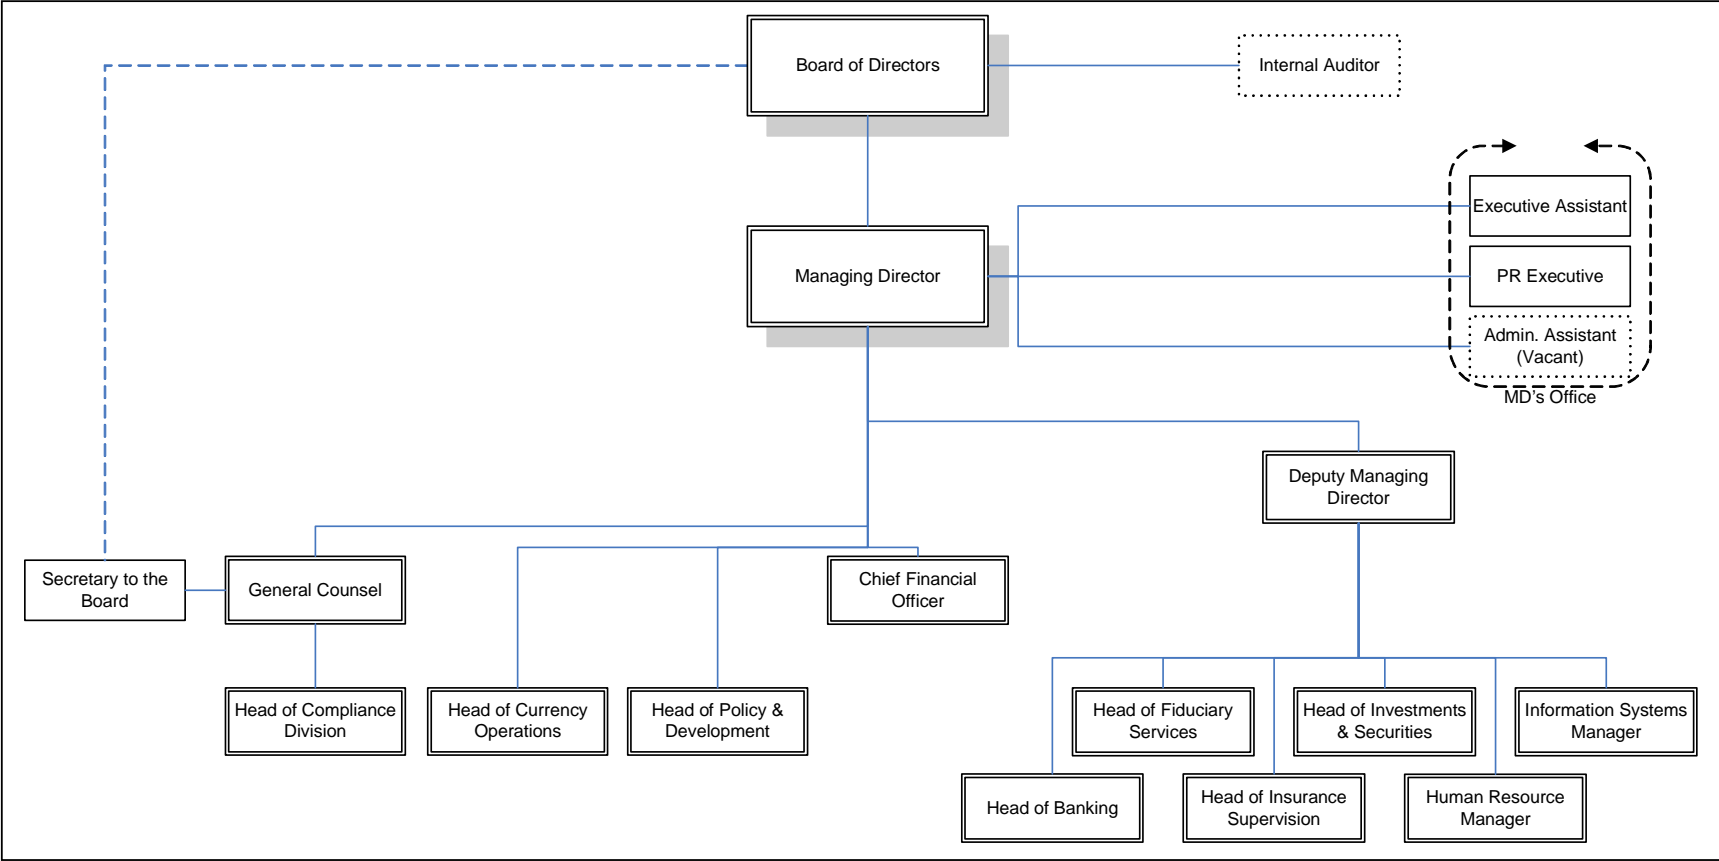 Board of Directors
Internal Auditor
Executive Assistant
Managing Director
PR Executive
Admin. Assistant
(Vacant)
MD's Office
Deputy Managing
Director
Secretary to the
Board
General Counsel
Chief Financial
Officer
Head of Compliance
Division
Head of Currency
Operations
Head of Policy &
Development
Head of Fiduciary
Services
Head of Investments
& Securities
Information Systems
Manager
Head of Banking
Head of Insurance
Supervision
Human Resource
Manager